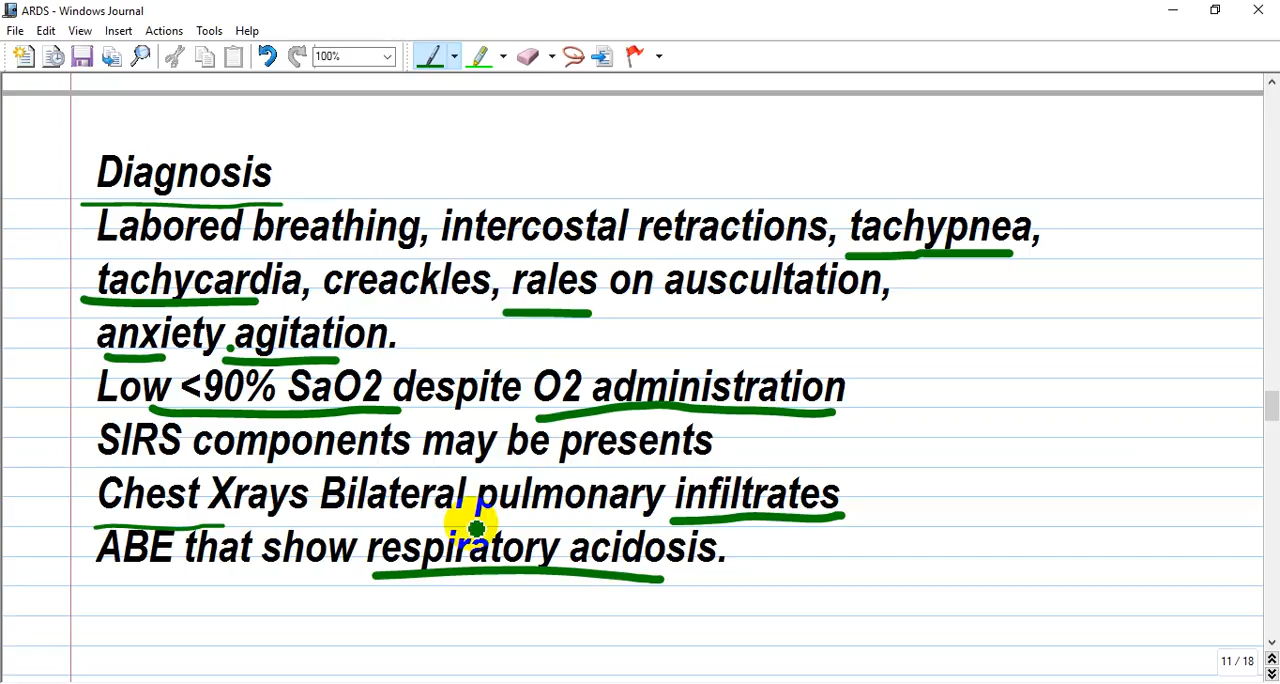 ARDS - Windows Journal
File Edit View Insert Actions Tools Help
100%
Diagnosis
Labored breathing, intercostal retractions, tachypnea,
tachycardia, creackles, rales on auscultation,
anxiety agitation.
Low <90% SaO2 despite O2 administration
SIRS components may be presents
Chest Xrays Bilateral pulmonary infiltrates
ABE that show respiratory acidosis.
11 / 18